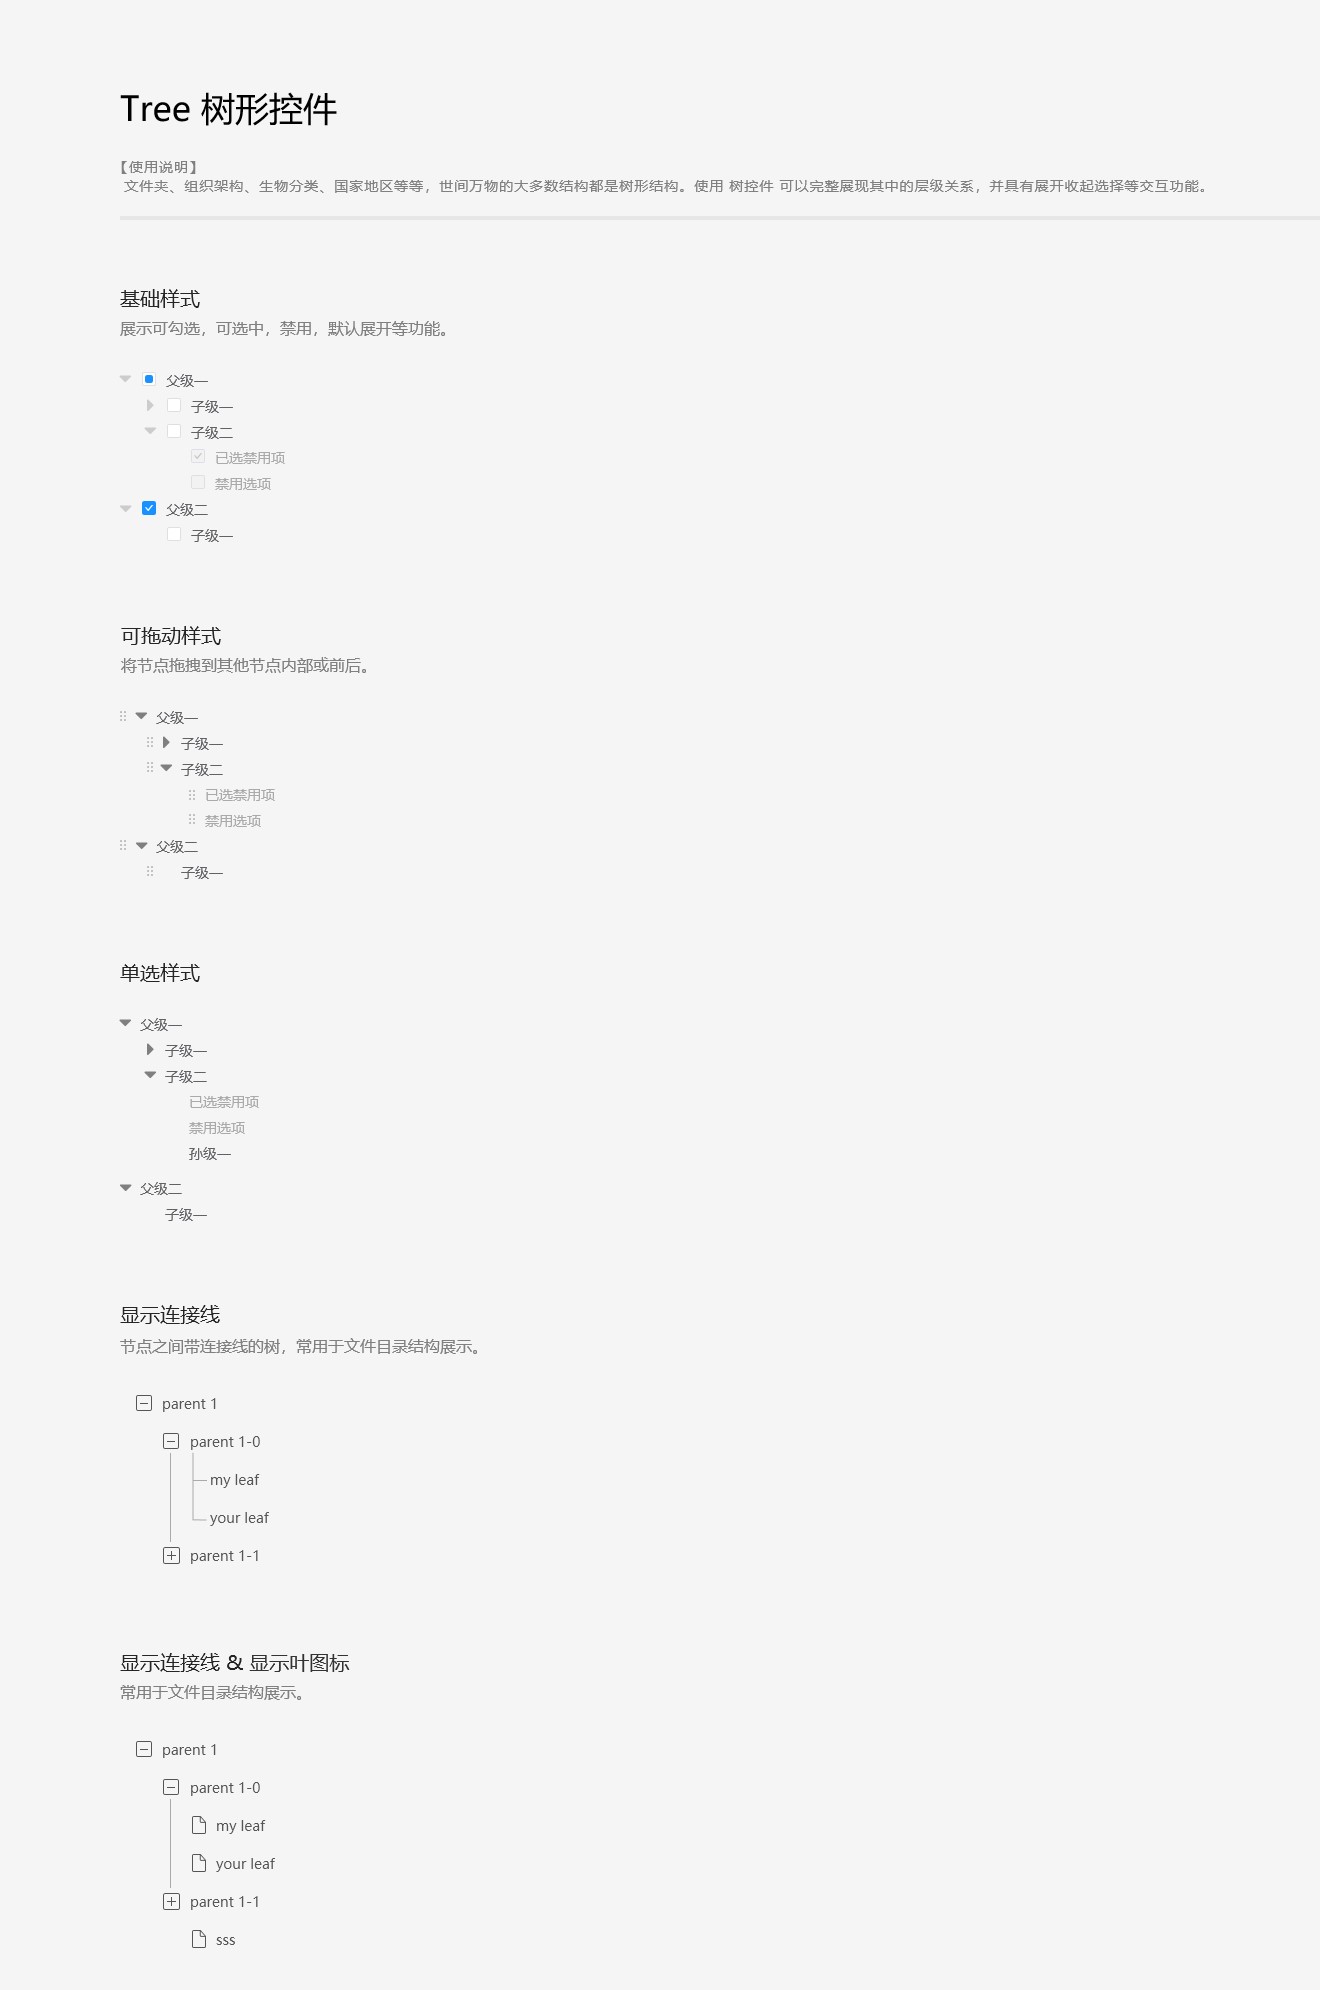 Tree 树形控件
【使用说明】
文件夹、组织架构、生物分类、国家地区等等，世间万物的大多数结构都是树形结构。使用 树控件 可以完整展现其中的层级关系，并具有展开收起选择等交互功能。
基础样式
展示可勾选，可选中，禁用，默认展开等功能。
父级一
子级一
子级二
已选禁用项
禁用选项
父级二
子级一
可拖动样式
将节点拖拽到其他节点内部或前后。
父级一
子级一
子级二
已选禁用项
禁用选项
父级二
子级一
单选样式
父级一
子级一
子级二
已选禁用项
禁用选项
孙级一
父级二
子级一
显示连接线
节点之间带连接线的树，常用于文件目录结构展示。
parent 1
parent 1-0
my leaf
your leaf
parent 1-1
显示连接线 & 显示叶图标
常用于文件目录结构展示。
parent 1
parent 1-0
my leaf
your leaf
parent 1-1
sss